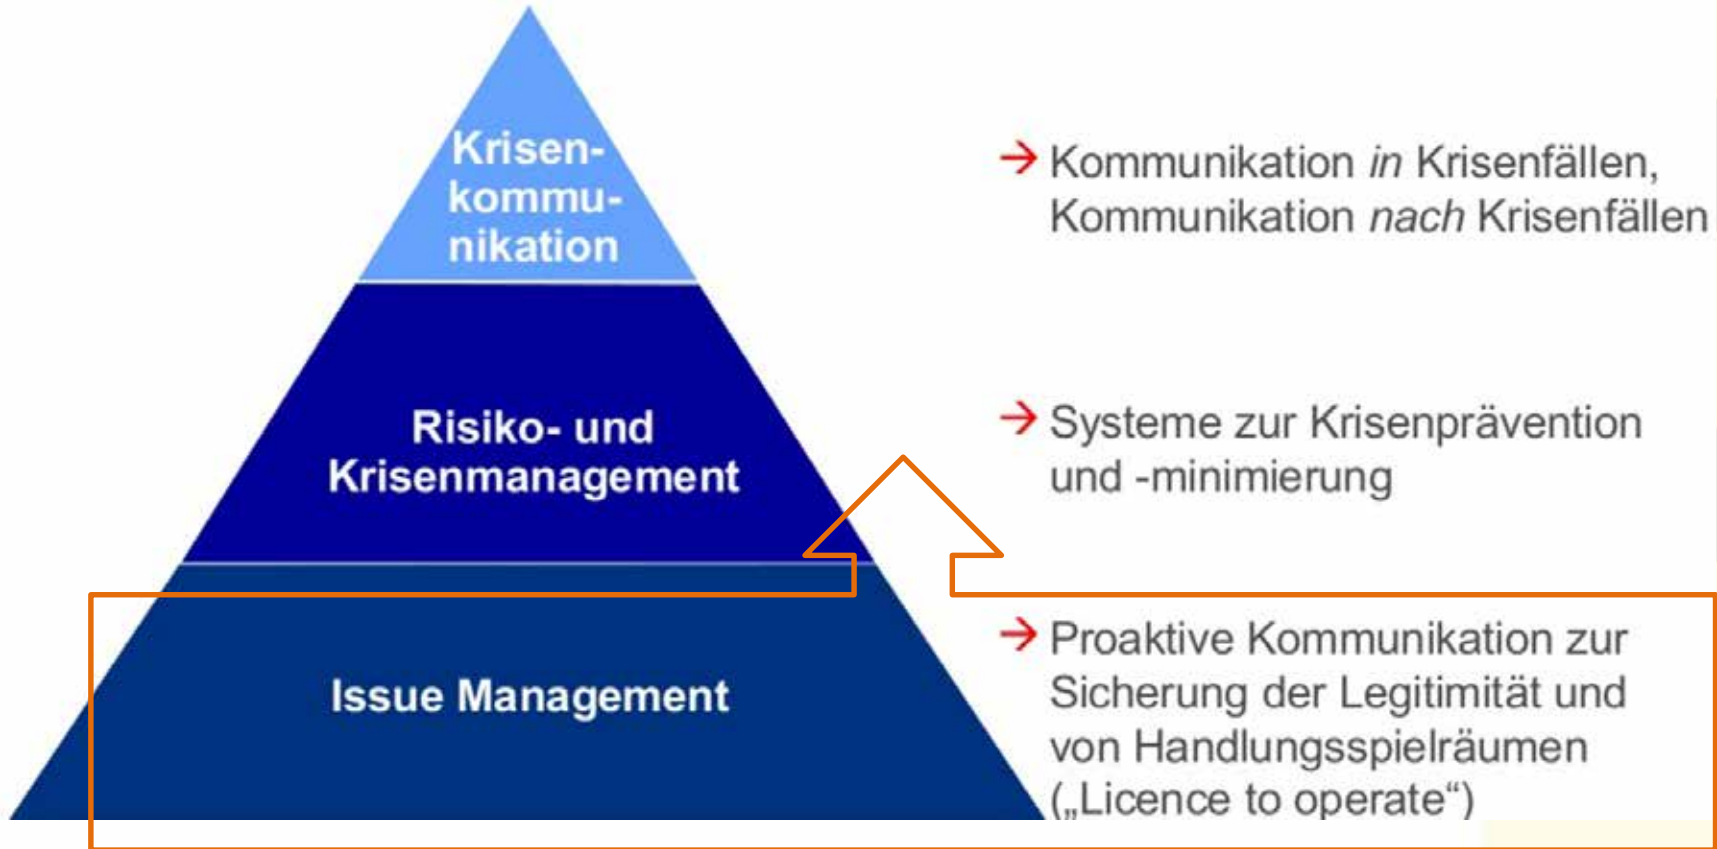 Krisen-
kommu-
nikation
→ Kommunikation in Krisenfällen,
Kommunikation nach Krisenfällen
Risiko- und
Krisenmanagement
→ Systeme zur Krisenprävention
und -minimierung
Issue Management
→ Proaktive Kommunikation zur
Sicherung der Legitimität und
von Handlungsspielräumen
(„Licence to operate“)